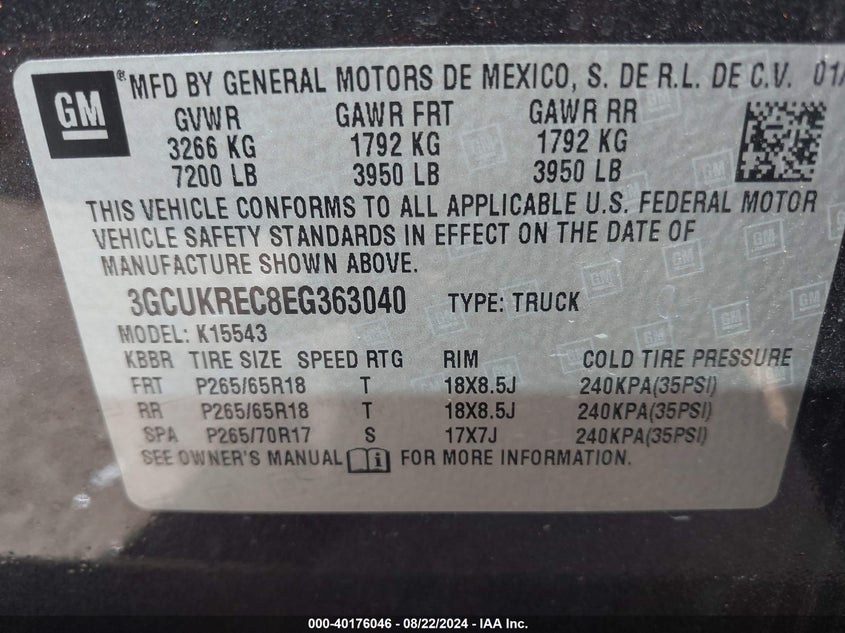 GM ® MFD BY GENERAL MOTORS DE MEXICO, S. DE R.L. DE C.V. 01/
GVWR GAWR FRT GAWR RR
3266 KG 1792 KG 1792 KG
7200 LB 3950 LB 3950 LB
THIS VEHICLE CONFORMS TO ALL APPLICABLE U.S. FEDERAL MOTOR
VEHICLE SAFETY STANDARDS IN EFFECT ON THE DATE OF
MANUFACTURE SHOWN ABOVE.
3GCUKREC8EG363040 TYPE: TRUCK
MODEL: K15543
KBBR TIRE SIZE SPEED RTG RIM COLD TIRE PRESSURE
FRT P265/65R18 T 18X8.5J 240KPA(35PSI)
RR P265/65R18 T 18X8.5J 240KPA(35PSI)
SPA P265/70R17 S 17X7J 240KPA(35PSI)
SEE OWNER'S MANUAL i FOR MORE INFORMATION.
000-40176046 - 08/22/2024 - IAA Inc.